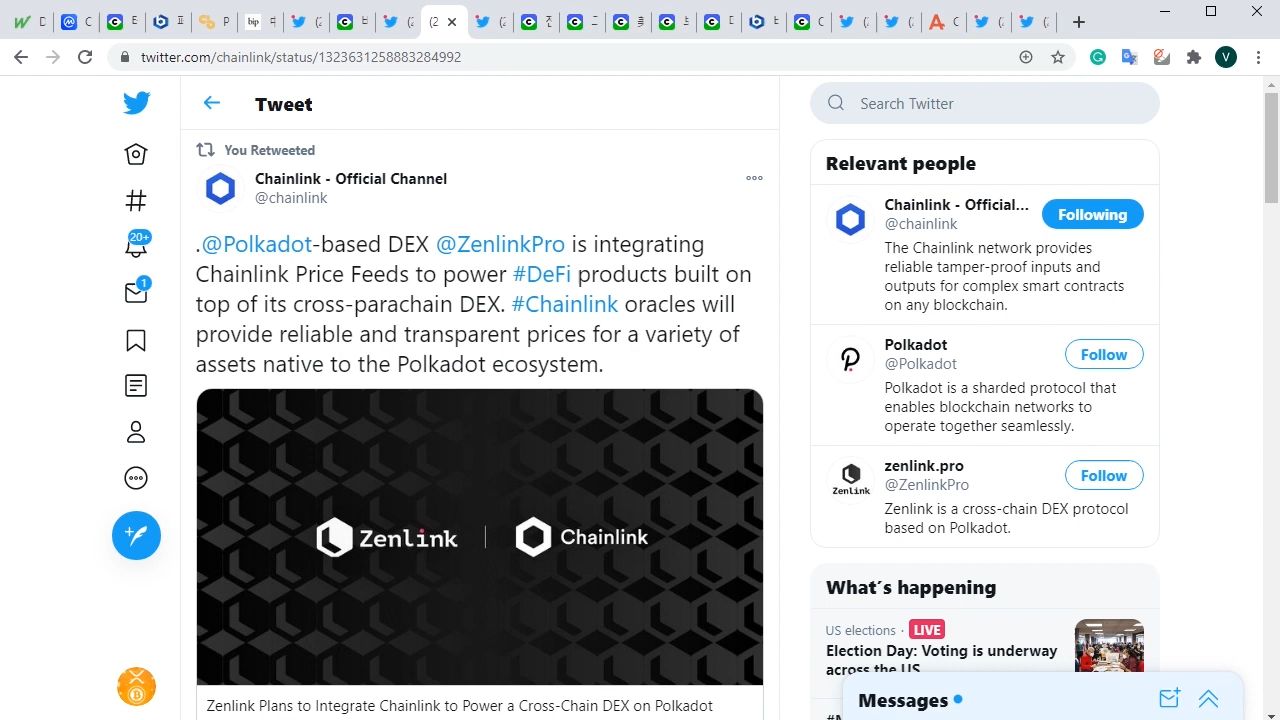 (2
twitter.com/chainlink/status/1323631258883284992
V
Tweet
Search Twitter
You Retweeted
Chainlink - Official Channel
@chainlink
.@Polkadot-based DEX @ZenlinkPro is integrating
Chainlink Price Feeds to power #DeFi products built on
top of its cross-parachain DEX. #Chainlink oracles will
provide reliable and transparent prices for a variety of
assets native to the Polkadot ecosystem.
Zenlink | Chainlink
Zenlink Plans to Integrate Chainlink to Power a Cross-Chain DEX on Polkadot
20+
1
Relevant people
Chainlink - Official...
@chainlink
Following
The Chainlink network provides
reliable tamper-proof inputs and
outputs for complex smart contracts
on any blockchain.
Polkadot
@Polkadot
Follow
Polkadot is a sharded protocol that
enables blockchain networks to
operate together seamlessly.
Zenlink
zenlink.pro
@ZenlinkPro
Follow
Zenlink is a cross-chain DEX protocol
based on Polkadot.
What's happening
US elections · LIVE
Election Day: Voting is underway
across the US
Messages